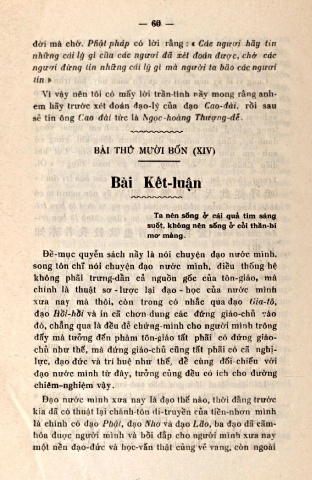 — 60 —
đời mà chớ. Phật pháp có lời rằng : « Các ngươi hãy tin
những cái lý gì của các ngươi đã xét đoán được, chớ các
ngươi đừng tin những cái lý gì mà người ta bảo các ngươi
tin »
Vì vậy nên tôi có mấy lời trần-tình nầy mong rằng anh-
em hãy trước xét đoán đạo-lý của đạo Cao-đài, rồi sau
sẽ tin ông Cao đài tức là Ngọc-hoàng Thượng-đế.
BÀI THỨ MƯỜI BỐN (XIV)
Bài Kết-luận
Ta nên sống ở cái quả tim sáng
suốt, không nên sống ở cõi thần-bí
mơ màng.
Đề-mục quyển sách nầy là nói chuyện đạo nước mình,
song tôn chỉ nói chuyện đạo nước mình, điều thống hệ
không phải trưng-dẫn cả nguồn gốc của tôn-giáo, mà
chính là thuật sơ-lược lại đạo-học của nước mình
xưa nay mà thôi, còn trong có nhắc qua đạo Gia-tô,
đạo Hồi-hồi và in cả chơn-dung các đứng giáo-chủ vào
đó, chẳng qua là đều để chứng-minh cho người mình trông
đấy mà tưởng đến phàm tôn-giáo tất phải có đứng giáo-
chủ như thế, mà đứng giáo-chủ cũng tất phải có cả nghị-
lực, đạo đức và trí huệ như thế, để cùng đối-chiến với
đạo nước mình từ đây, tưởng cũng đều có ích cho đường
chiêm-nghiệm vậy.
Đạo nước mình xưa nay là đạo thế nào, thời đằng trước
kia đã có thuật lại chánh-tôn di-truyền của tiền-nhơn mình
là chính có đạo Phật, đạo Nho và đạo Lão, ba đạo đã cảm-
hóa được người mình và bồi đắp cho người mình xưa nay
một nền đạo-đức và học-vấn thật cũng vẻ vang, còn ngoài